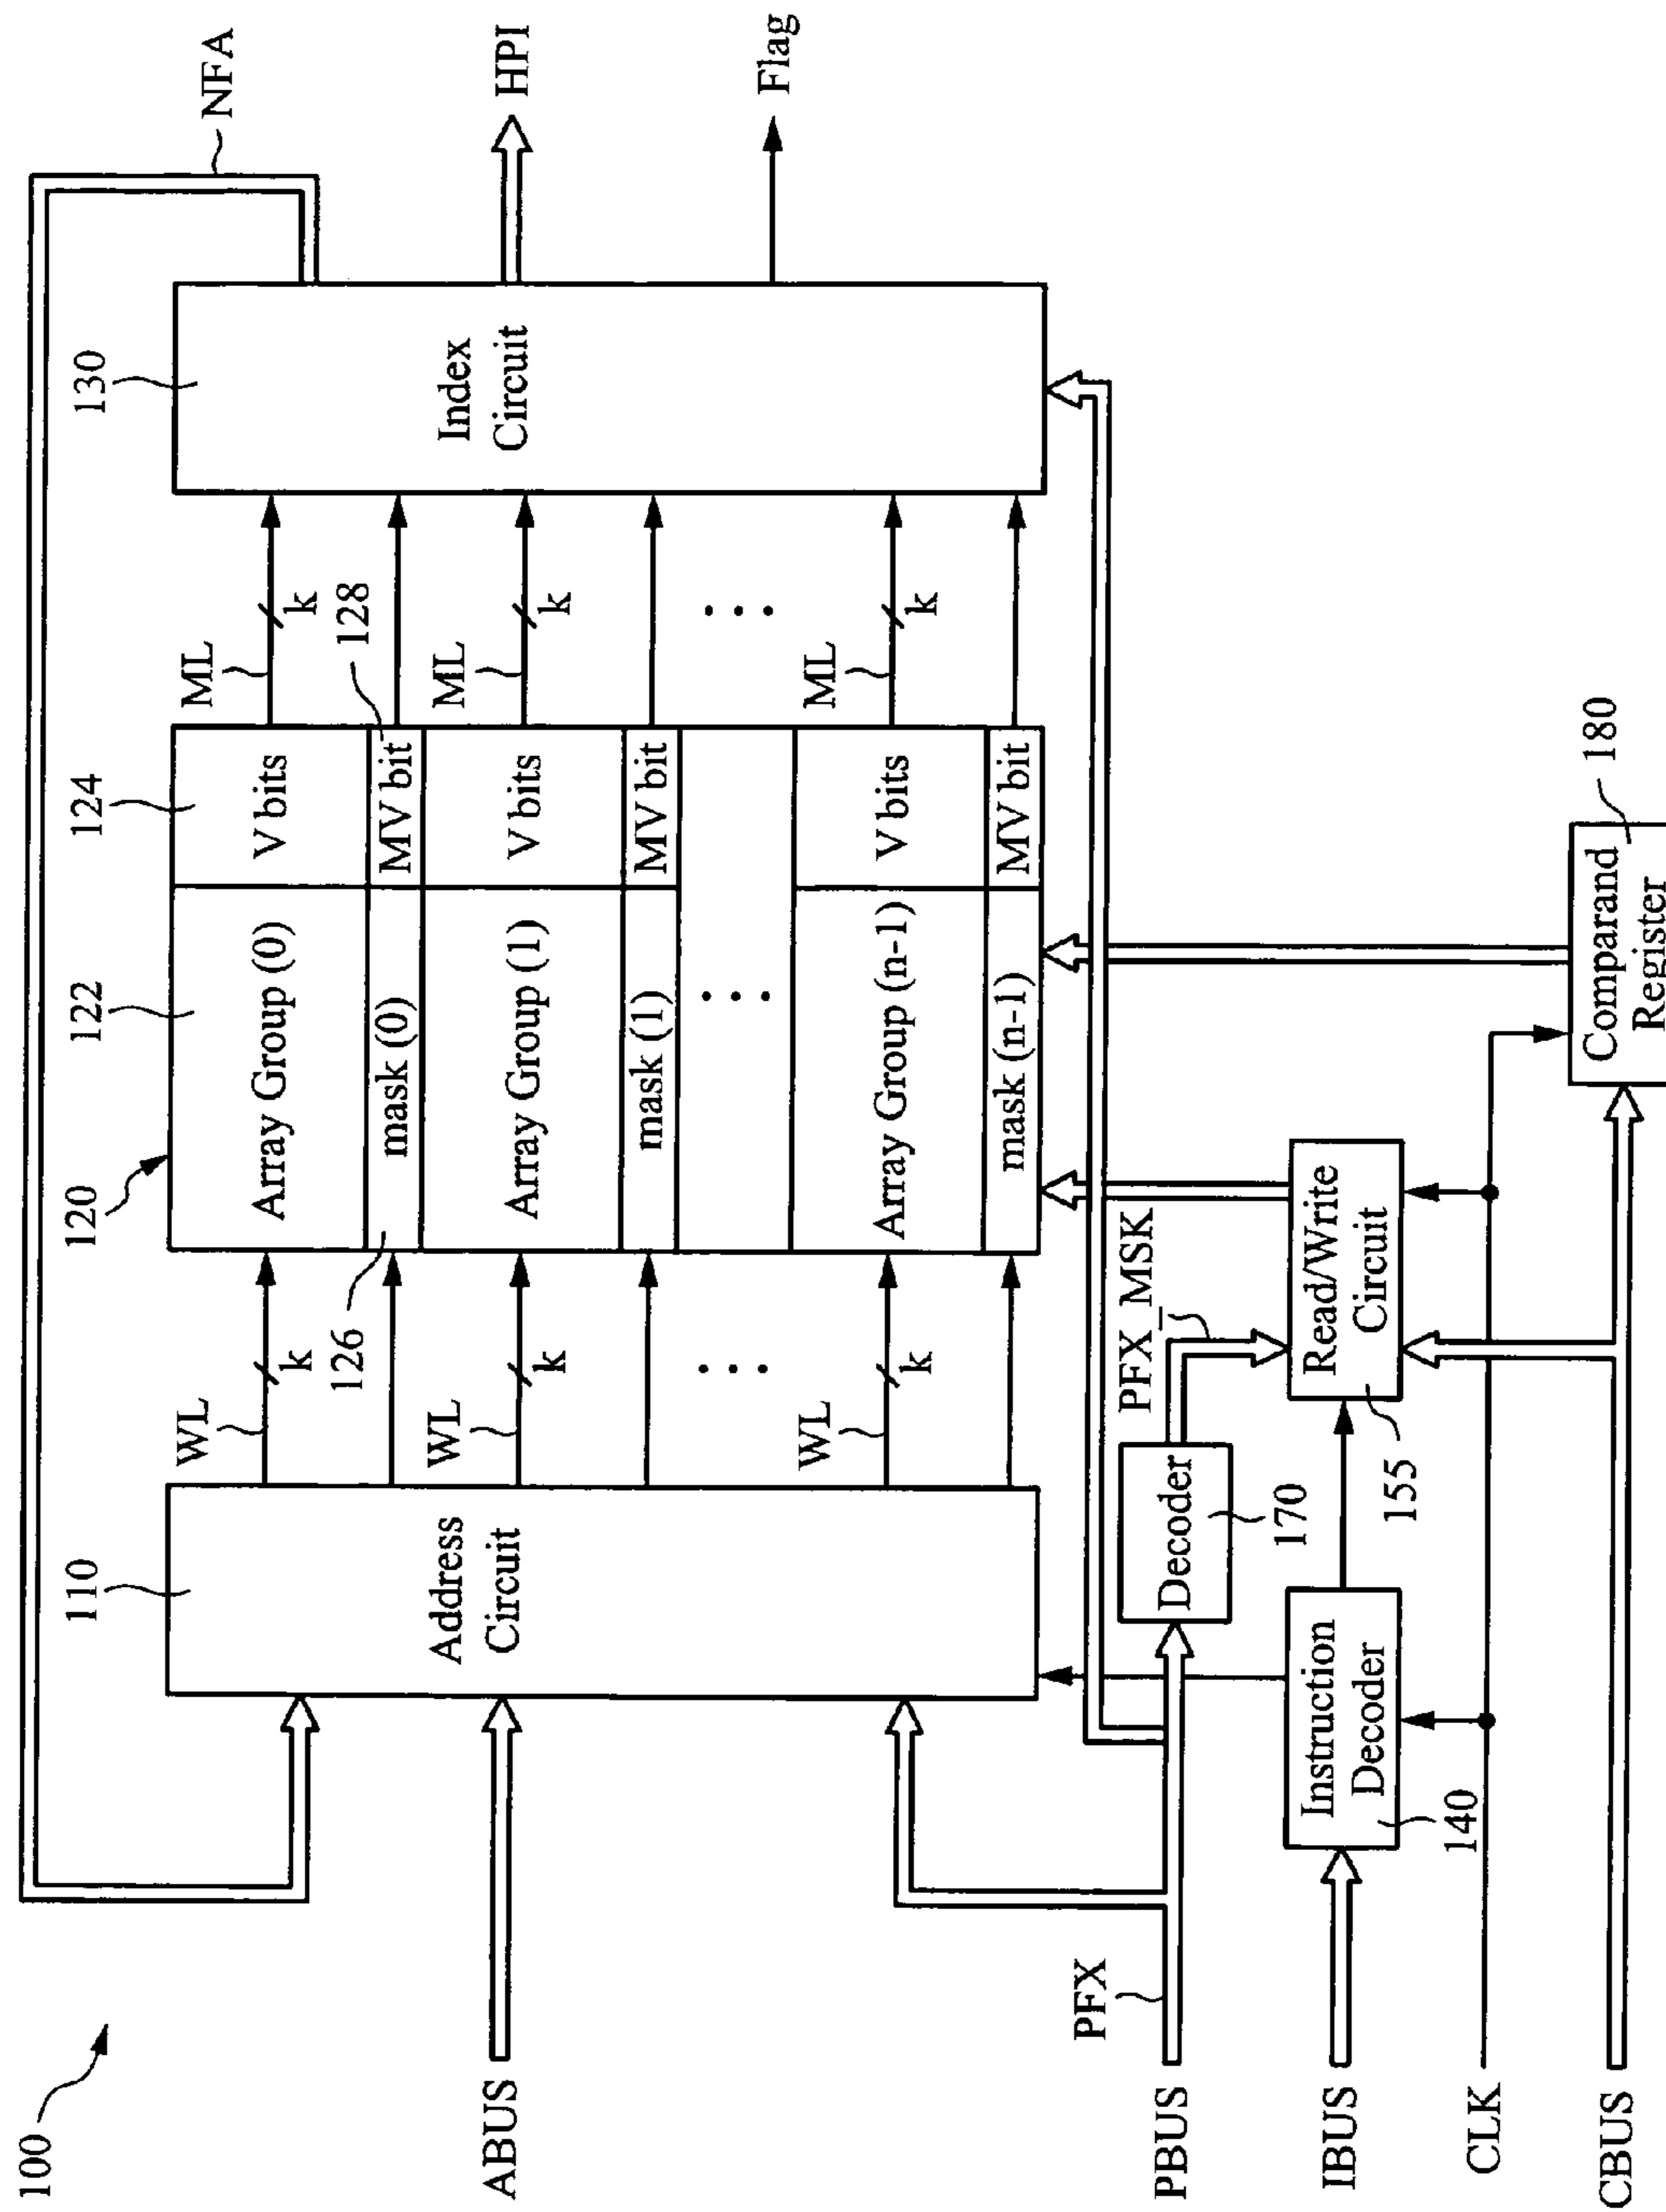 100
NFA
110
120
122
124
130
WL
Array Group (0)
V bits
ML
k
k
126
mask (0)
MV bit
128
HPI
ABUS
Address
Circuit
WL
Array Group (1)
V bits
ML
Index
Circuit
k
k
mask (1)
MV bit
Flag
WL
Array Group (n-1)
V bits
ML
k
k
mask (n-1)
MV bit
PFX
PFX_MSK
PBUS
Decoder
170
IBUS
Instruction
Decoder
140
Read/Write
Circuit
155
CLK
CBUS
Comparand
Register
180